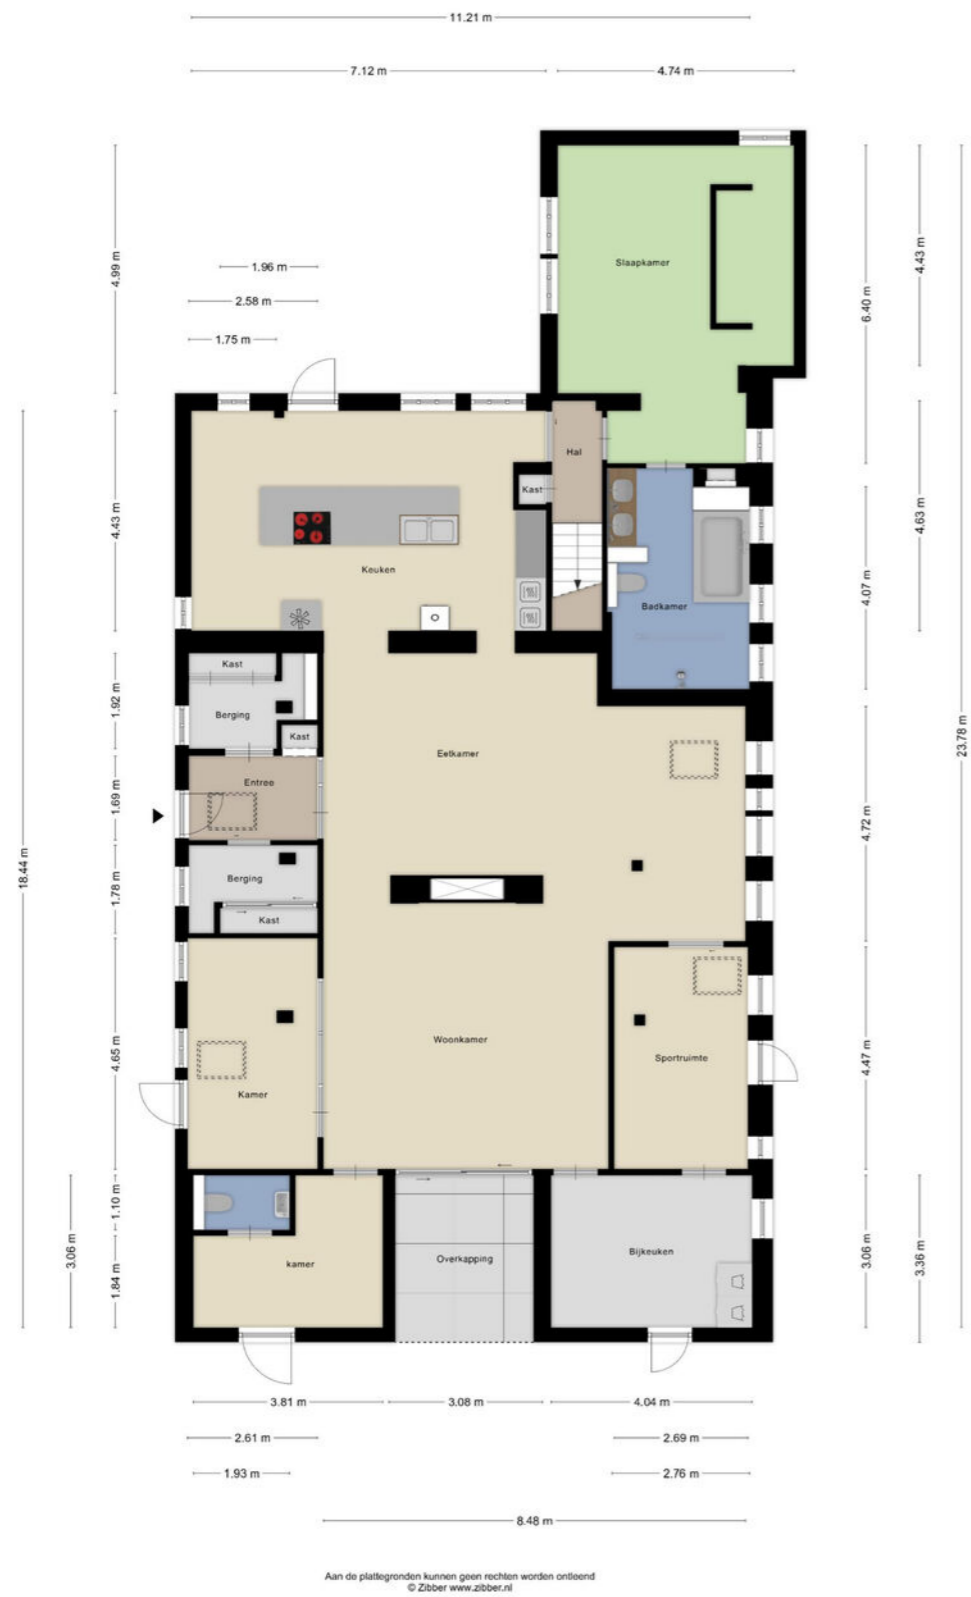 11.21 m
7.12 m
4.74 m
4.99 m
1.96 m
2.58 m
1.75 m
Slaapkamer
6.40 m
4.43 m
23.78 m
18.44 m
4.43 m
Hal
Kast
Keuken
Badkamer
4.07 m
4.63 m
Kast
Berging
Kast
1.92 m
Eetkamer
Entree
1.69 m
4.72 m
Berging
Kast
1.78 m
Woonkamer
Kamer
4.65 m
Sportruimte
4.47 m
3.06 m
1.10 m
1.84 m
kamer
Overkapping
Bijkeuken
3.06 m
3.36 m
3.81 m
3.08 m
4.04 m
2.61 m
2.69 m
1.93 m
2.76 m
8.48 m
Aan de plattegronden kunnen geen rechten worden ontleend
© Zibber www.zibber.nl